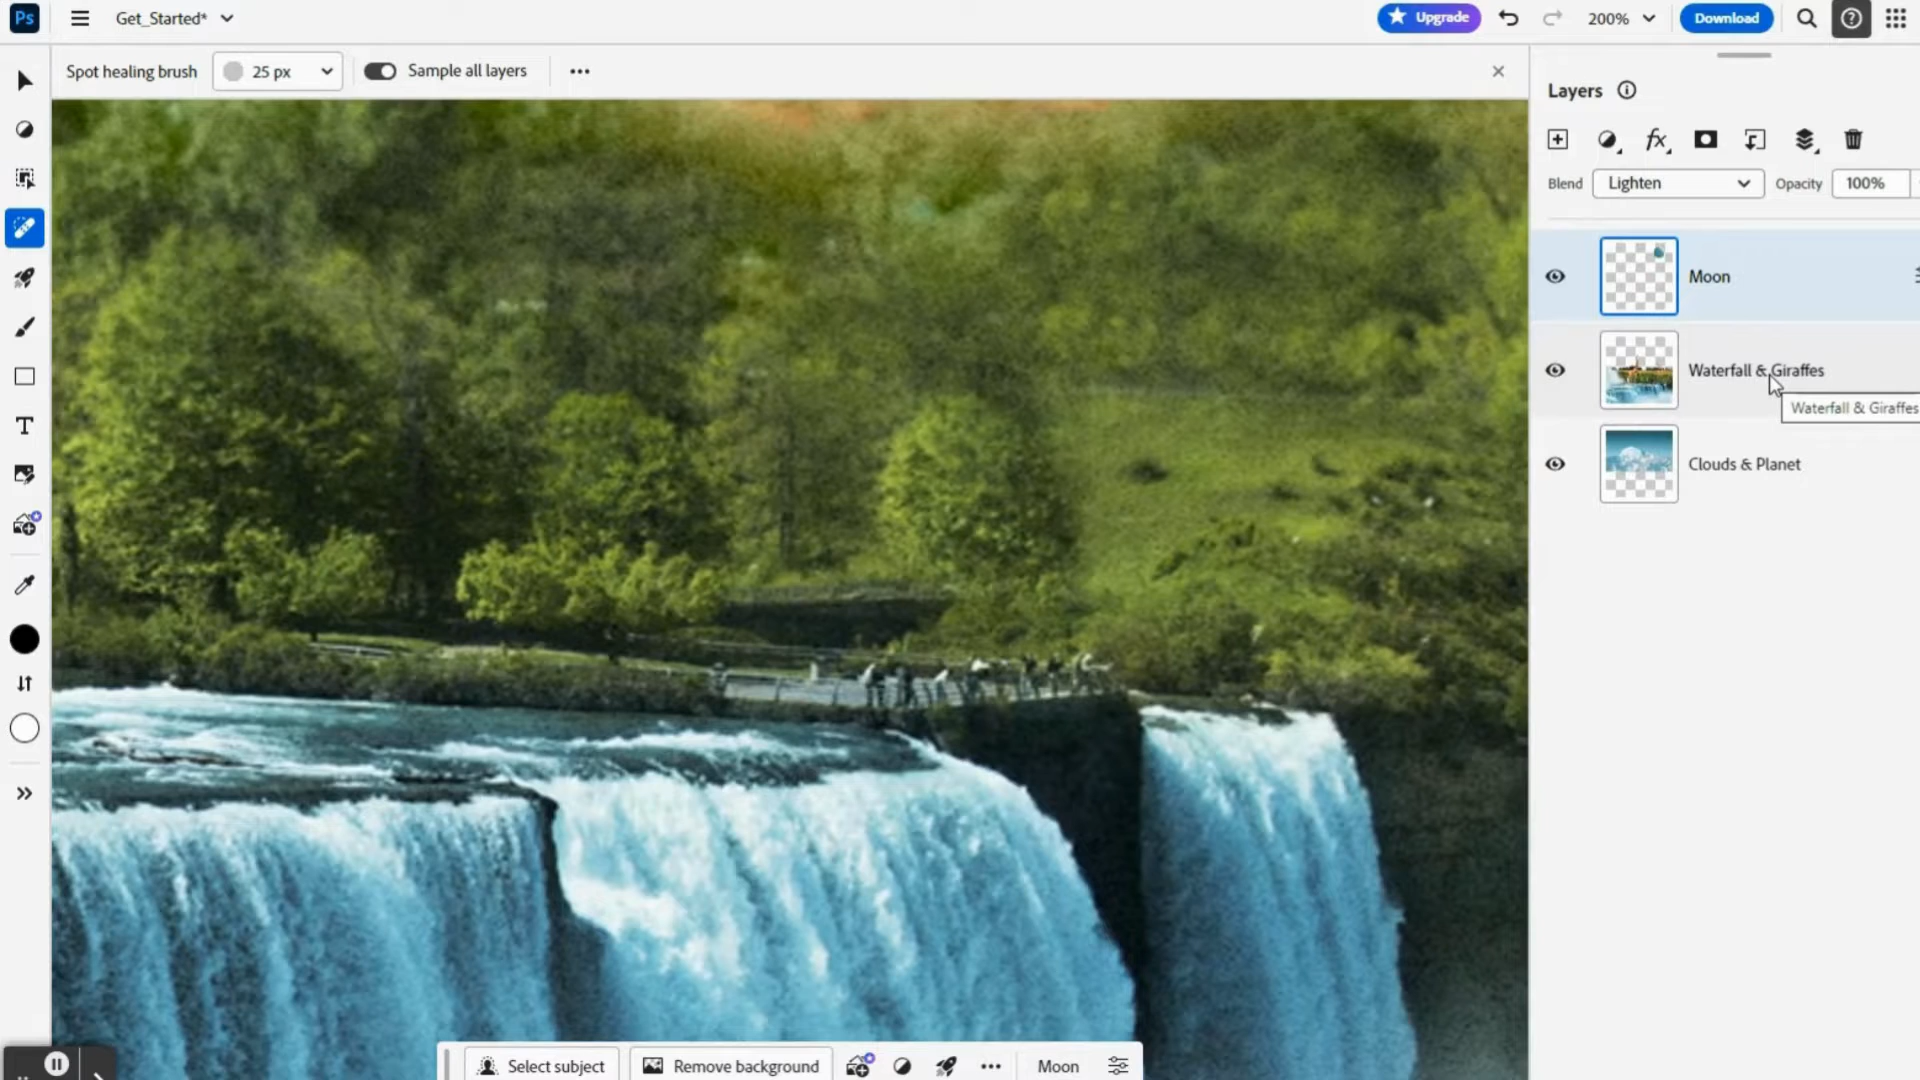 Ps
Get_Started*
Upgrade
200%
Download
Spot healing brush
25 px
Sample all layers
Layers
fx
Blend
Lighten
Opacity
100%
Moon
Waterfall & Giraffes
Waterfall & Giraffes
Clouds & Planet
T
Select subject
Remove background
Moon